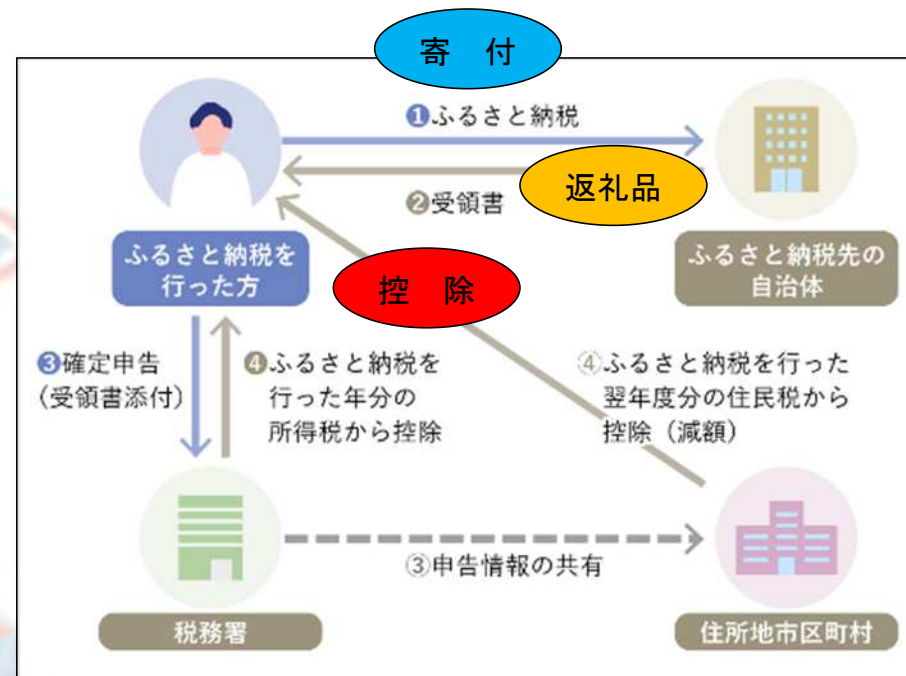 寄　付
❶ふるさと納税
返礼品
❷受領書
ふるさと納税を
行った方
ふるさと納税先の
自治体
控　除
❸確定申告
（受領書添付）
❹ふるさと納税を
行った年分の
所得税から控除
④ふるさと納税を行った
翌年度分の住民税から
控除（減額）
③申告情報の共有
税務署
住所地市区町村